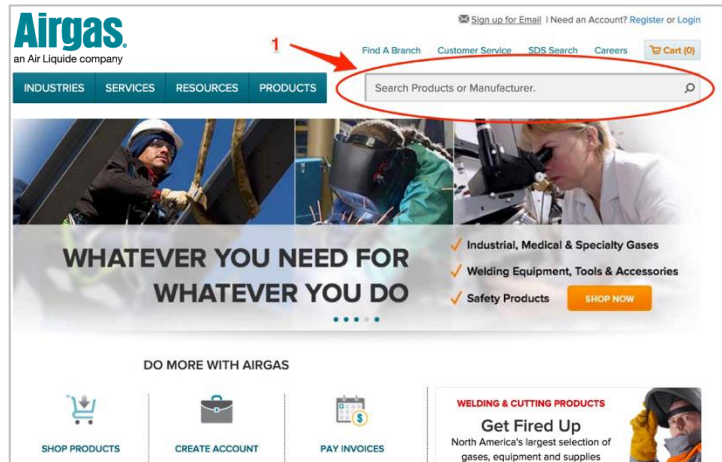 Sign up for Email | Need an Account? Register or Login
Airgas.
an Air Liquide company
1
Find A Branch Customer Service SDS Search Careers Cart (0)
INDUSTRIES SERVICES RESOURCES PRODUCTS
Search Products or Manufacturer.
WHATEVER YOU NEED FOR
WHATEVER YOU DO
✓ Industrial, Medical & Specialty Gases
✓ Welding Equipment, Tools & Accessories
✓ Safety Products SHOP NOW
DO MORE WITH AIRGAS
SHOP PRODUCTS
CREATE ACCOUNT
$
PAY INVOICES
WELDING & CUTTING PRODUCTS
Get Fired Up
North America's largest selection of
gases, equipment and supplies